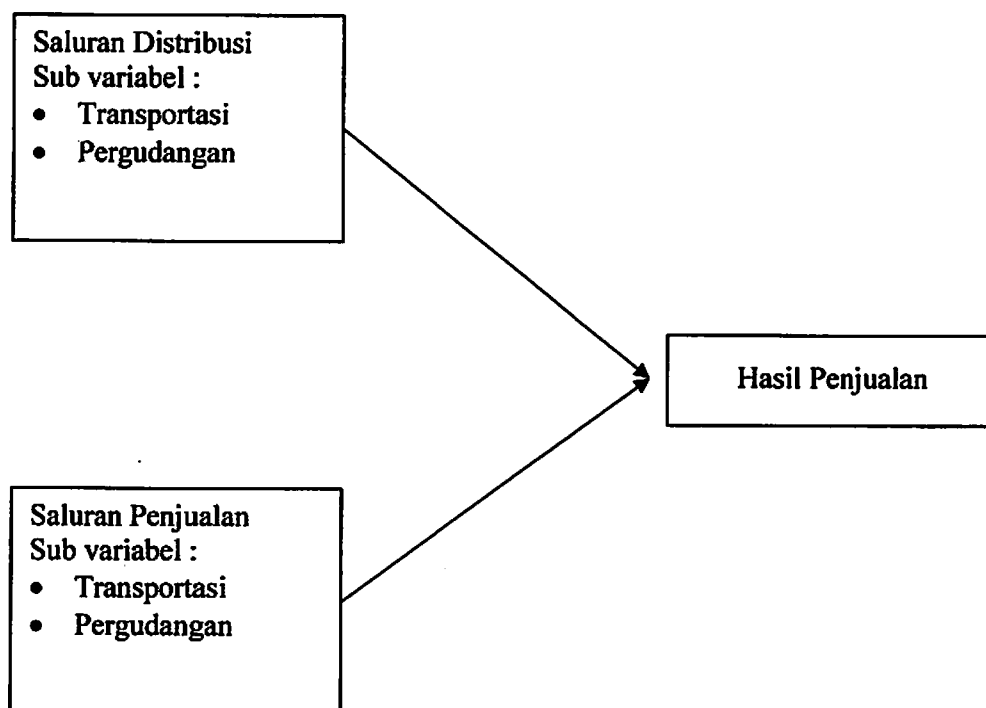 Saluran Distribusi
Sub variabel :
• Transportasi
• Pergudangan
Hasil Penjualan
Saluran Penjualan
Sub variabel :
• Transportasi
• Pergudangan